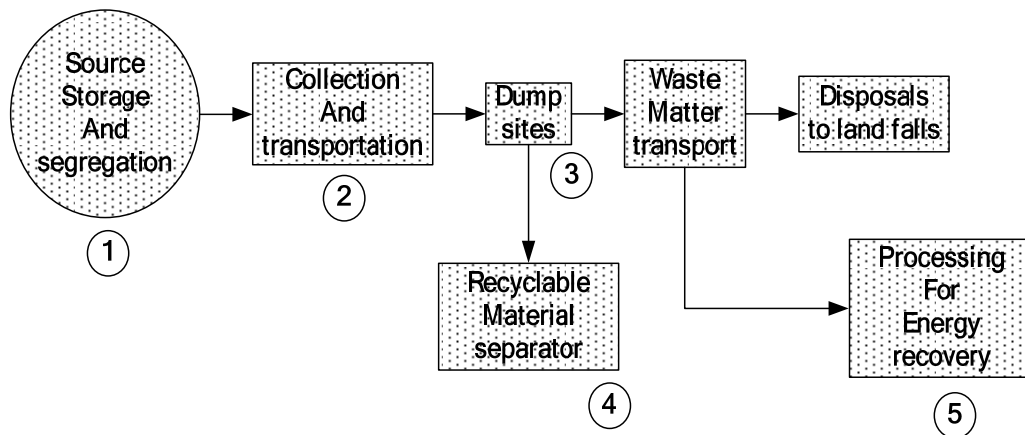 Source
Storage
And
segregation
1
Collection
And
transportation
2
Dump
sites
3
Waste
Matter
transport
Disposals
to land falls
Recyclable
Material
separator
4
Processing
For
Energy
recovery
5